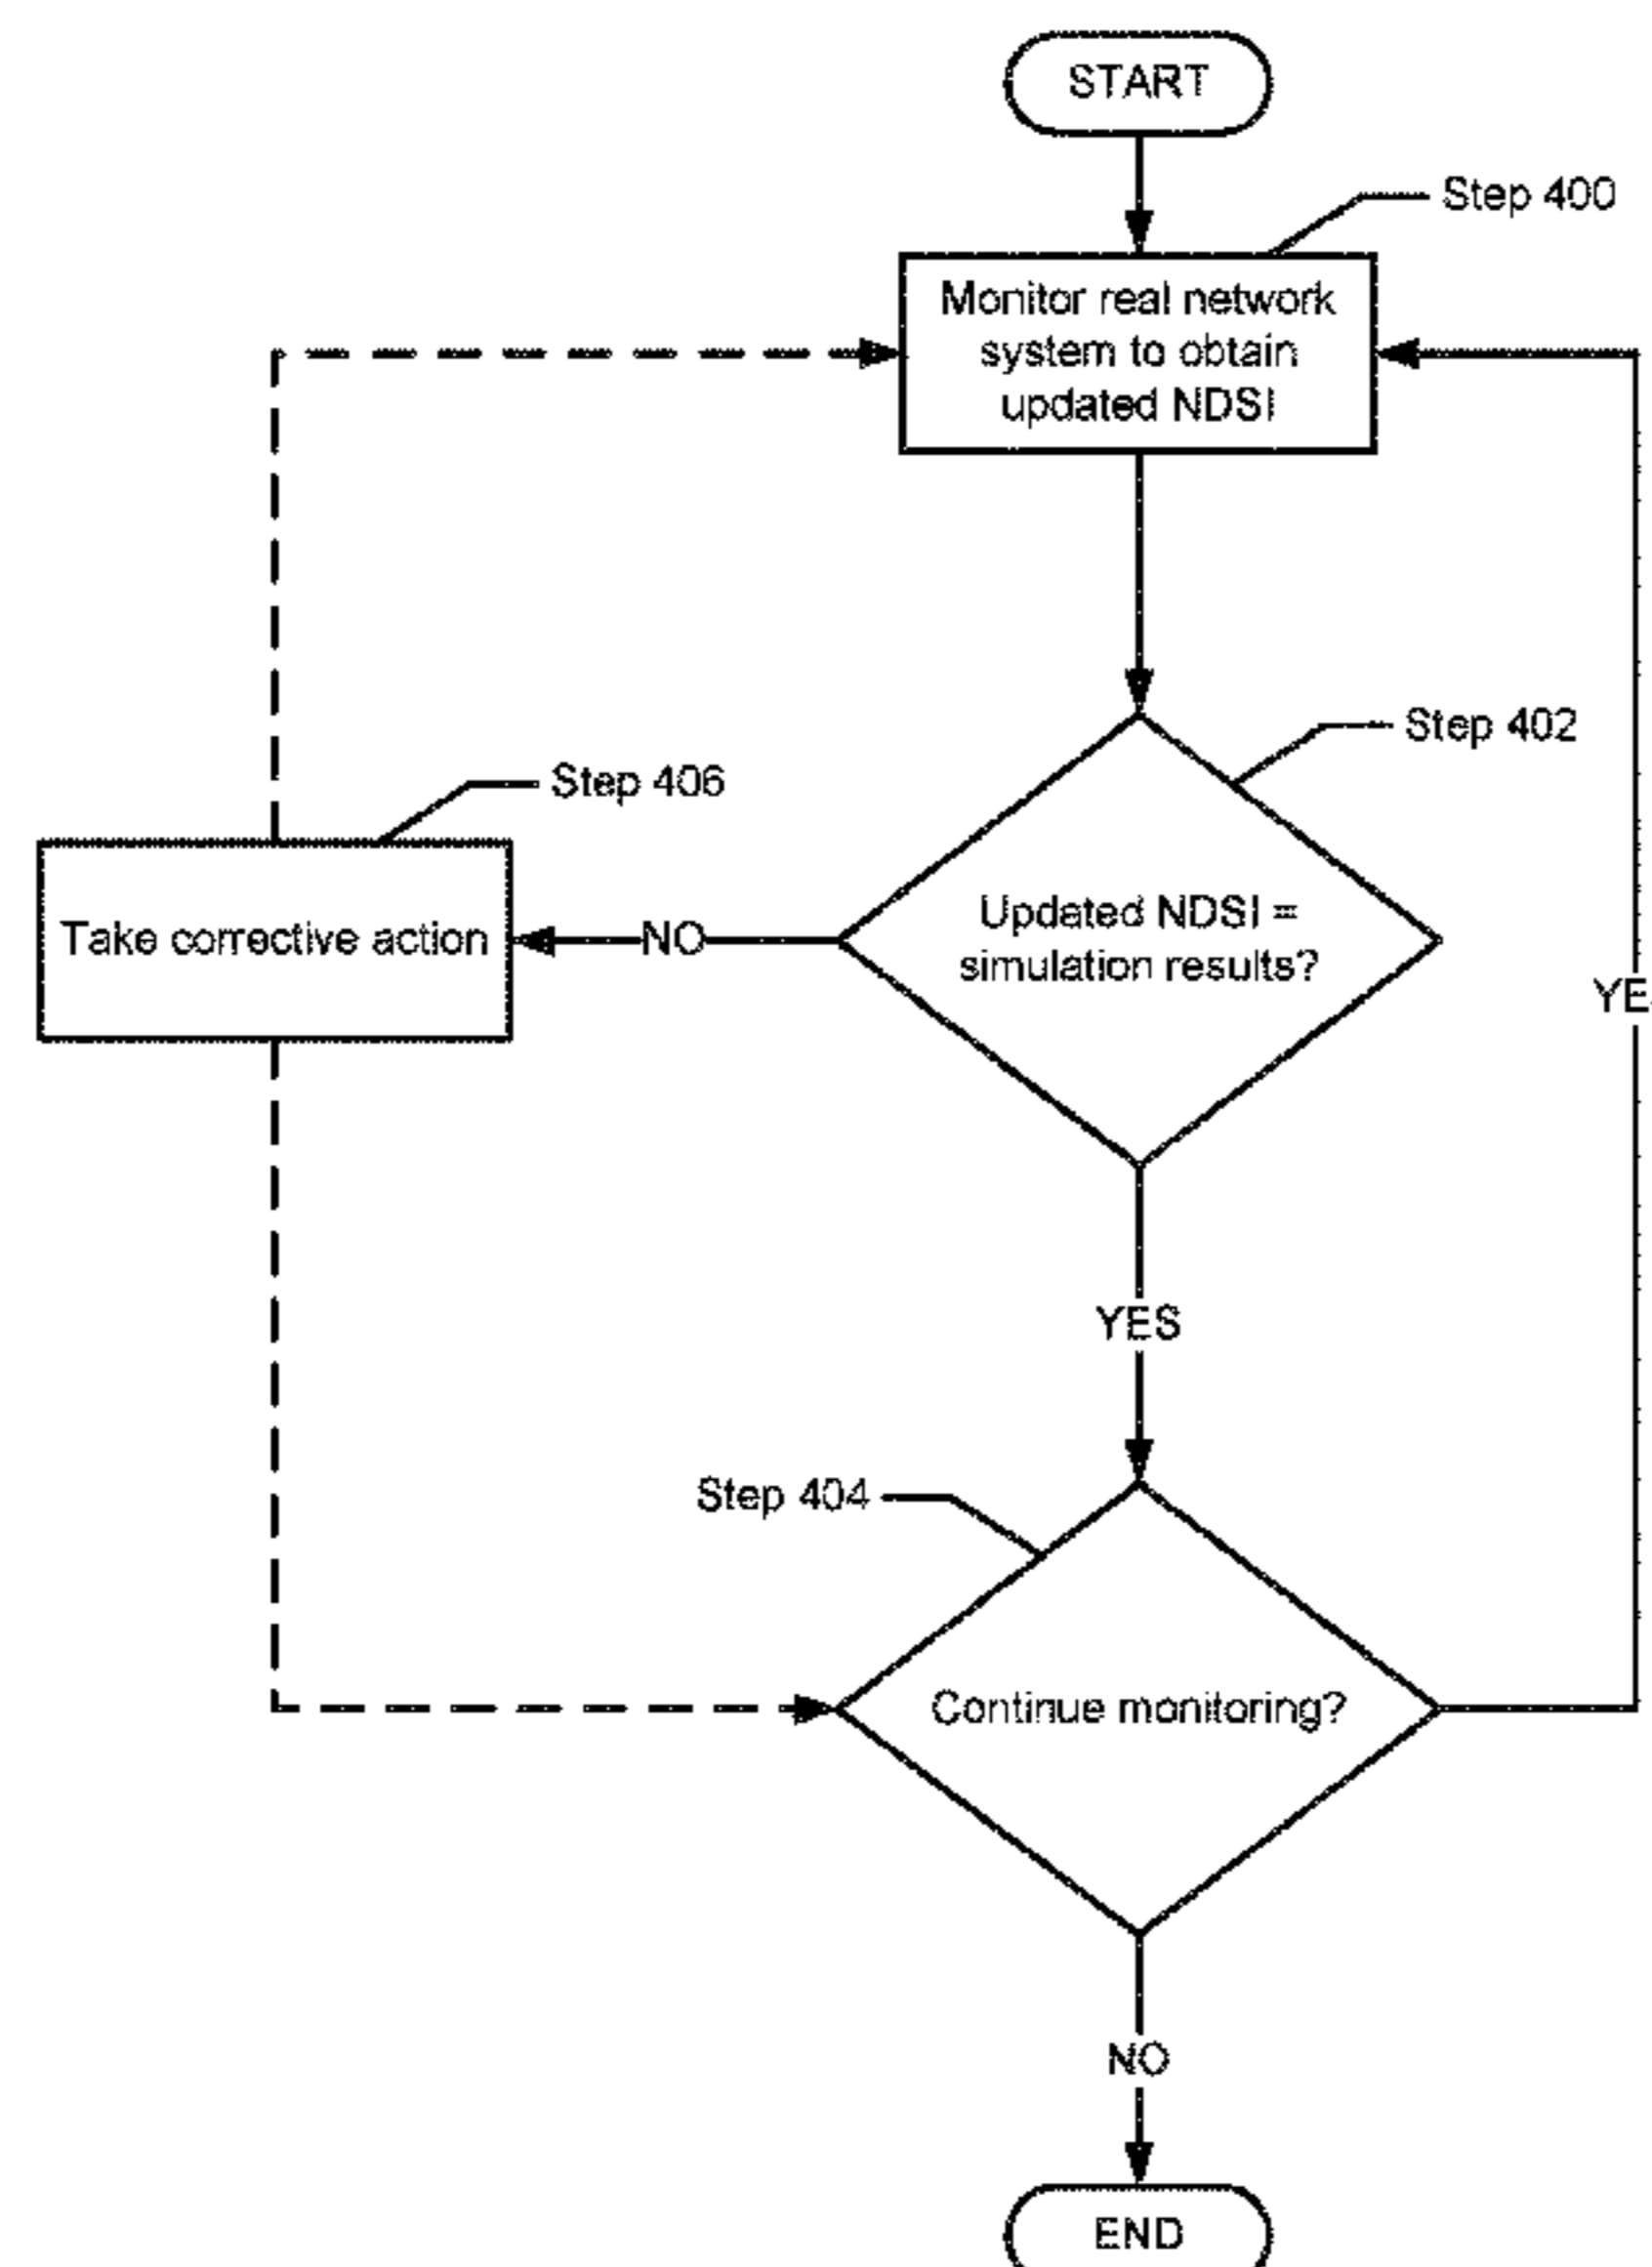 START
Step 400
Monitor real network
system to obtain
updated NDSI
Step 402
Step 406
Take corrective action
NO
Updated NDSI =
simulation results?
YES
Step 404
Continue monitoring?
NO
END